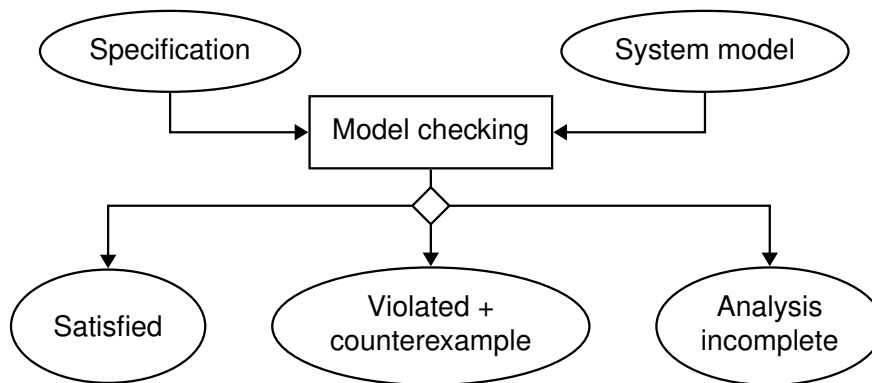 Specification
System model
Model checking
Satisfied
Violated +
counterexample
Analysis
incomplete